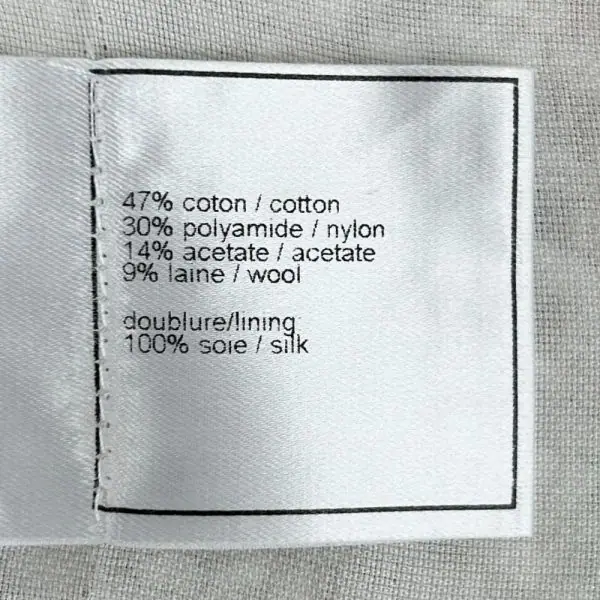 47% coton / cotton
30% polyamide / nylon
14% acetate / acetate
9% laine / wool
doublure/lining
100% soie / silk